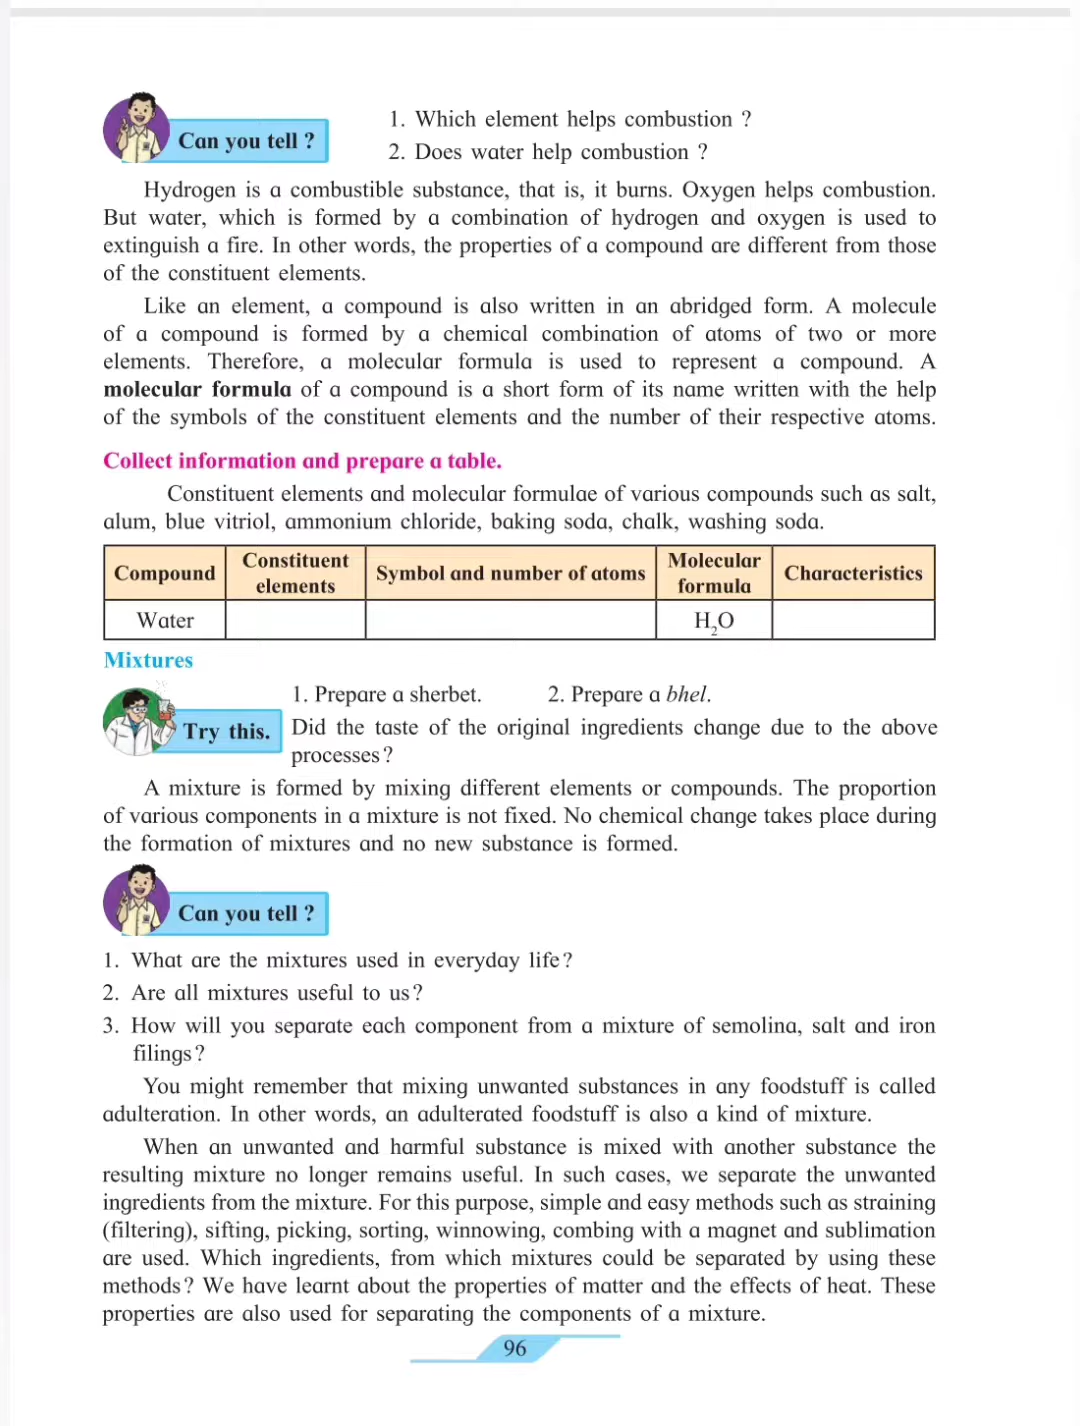 Can you tell ?
1. Which element helps combustion ?
2. Does water help combustion ?
Hydrogen is a combustible substance, that is, it burns. Oxygen helps combustion.
But water, which is formed by a combination of hydrogen and oxygen is used to
extinguish a fire. In other words, the properties of a compound are different from those
of the constituent elements.
Like an element, a compound is also written in an abridged form. A molecule
of a compound is formed by a chemical combination of atoms of two or more
elements. Therefore, a molecular formula is used to represent a compound. A
molecular formula of a compound is a short form of its name written with the help
of the symbols of the constituent elements and the number of their respective atoms.
Collect information and prepare a table.
Constituent elements and molecular formulae of various compounds such as salt,
alum, blue vitriol, ammonium chloride, baking soda, chalk, washing soda.
Compound Constituent elements Symbol and number of atoms Molecular formula Characteristics
Water H₂O
Mixtures
Try this.
1. Prepare a sherbet. 2. Prepare a bhel.
Did the taste of the original ingredients change due to the above
processes?
A mixture is formed by mixing different elements or compounds. The proportion
of various components in a mixture is not fixed. No chemical change takes place during
the formation of mixtures and no new substance is formed.
Can you tell ?
1. What are the mixtures used in everyday life?
2. Are all mixtures useful to us?
3. How will you separate each component from a mixture of semolina, salt and iron
filings?
You might remember that mixing unwanted substances in any foodstuff is called
adulteration. In other words, an adulterated foodstuff is also a kind of mixture.
When an unwanted and harmful substance is mixed with another substance the
resulting mixture no longer remains useful. In such cases, we separate the unwanted
ingredients from the mixture. For this purpose, simple and easy methods such as straining
(filtering), sifting, picking, sorting, winnowing, combing with a magnet and sublimation
are used. Which ingredients, from which mixtures could be separated by using these
methods? We have learnt about the properties of matter and the effects of heat. These
properties are also used for separating the components of a mixture.
96